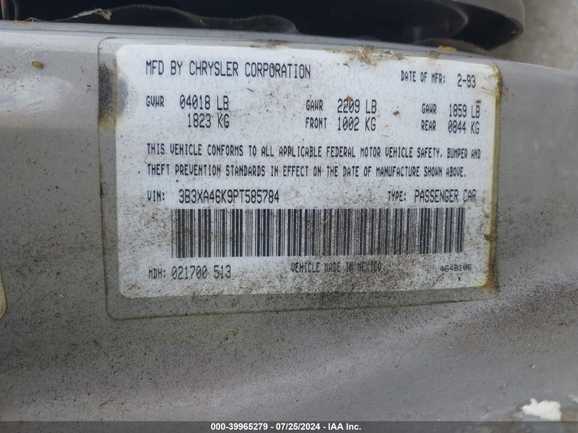 MFD BY CHRYSLER CORPORATION DATE OF MFR: 2-93
GVWR 04018 LB GAWR 2209 LB GAWR 1859 LB
1823 KG FRONT 1002 KG REAR 0844 KG
THIS VEHICLE CONFORMS TO ALL APPLICABLE FEDERAL MOTOR VEHICLE SAFETY, BUMPER AND
THEFT PREVENTION STANDARDS IN EFFECT ON THE DATE OF MANUFACTURE SHOWN ABOVE.
VIN: 3B3XA46K9PT585784 TYPE: PASSENGER CAR
MDH: 021700 513 VEHICLE MADE IN MEXICO
000-39965279 - 07/25/2024 - IAA Inc.